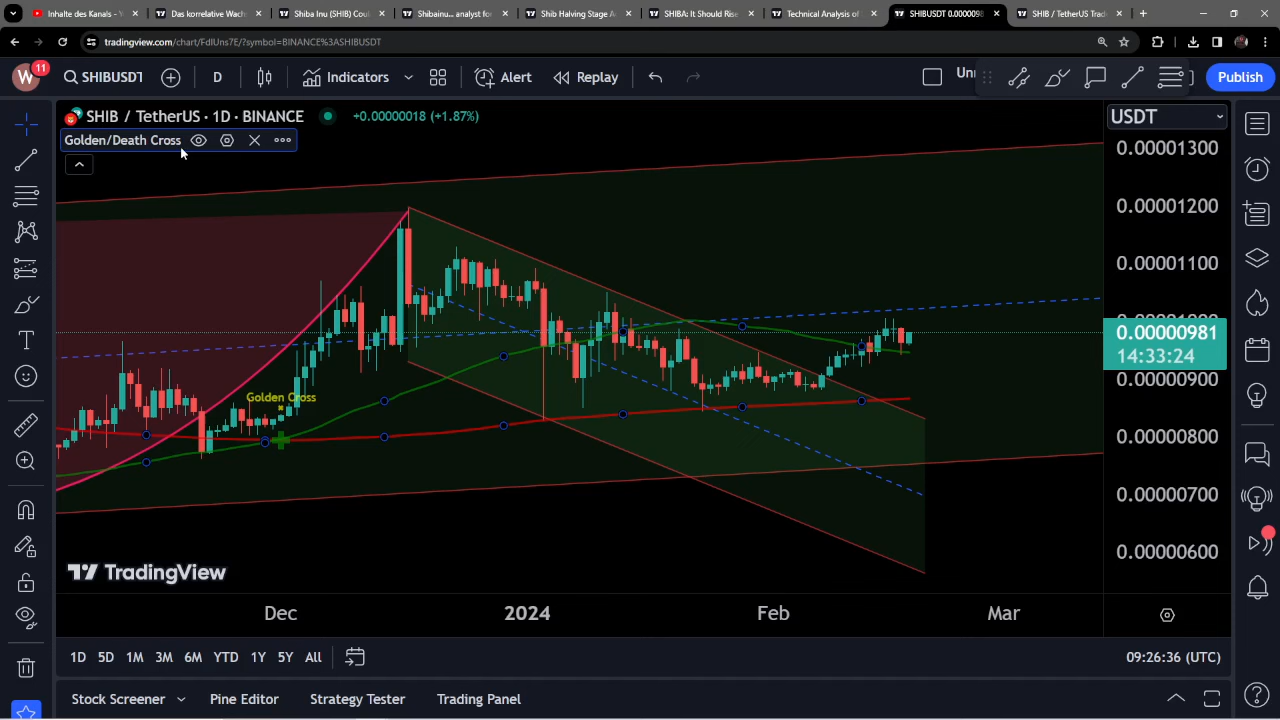 Inhalte des Kanals - Y
Das korrelative Wach
Shiba Inu (SHIB) Coul
Shibainu... analyst for
Shib Halving Stage A
SHIBA: It Should Rise
Technical Analysis of
SHIBUSDT 0.0000098
SHIB / TetherUS Trad
tradingview.com/chart/FdlUns7E/?symbol=BINANCE%3ASHIBUSDT
W
11
SHIBUSDT
D
Indicators
Alert
Replay
Un
Publish
SHIB / TetherUS · 1D · BINANCE
+0.00000018 (+1.87%)
USDT
Golden/Death Cross
0.00001300
0.00001200
0.00001100
0.00000981
14:33:24
0.00000900
0.00000800
0.00000700
0.00000600
Golden Cross
TradingView
Dec
2024
Feb
Mar
1D
5D
1M
3M
6M
YTD
1Y
5Y
All
09:26:36 (UTC)
Stock Screener
Pine Editor
Strategy Tester
Trading Panel